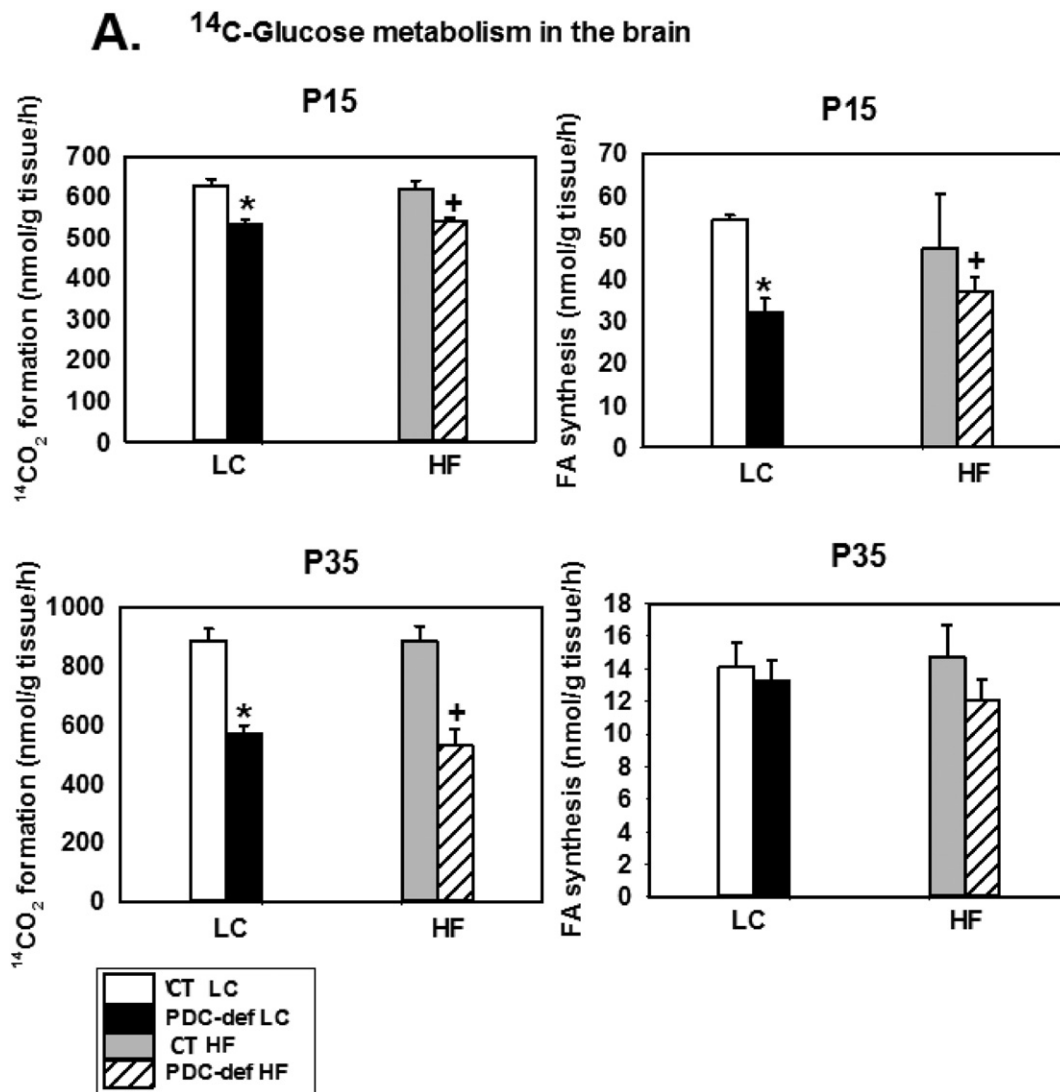 A. ¹⁴C-Glucose metabolism in the brain
P15
¹⁴CO₂ formation (nmol/g tissue/h)
700
600
500
400
300
200
100
0
*
+
LC HF
P15
FA synthesis (nmol/g tissue/h)
70
60
50
40
30
20
10
0
*
+
LC HF
P35
¹⁴CO₂ formation (nmol/g tissue/h)
1000
800
600
400
200
0
*
+
LC HF
P35
FA synthesis (nmol/g tissue/h)
18
16
14
12
10
8
6
4
2
0
LC HF
CT LC
PDC-def LC
CT HF
PDC-def HF